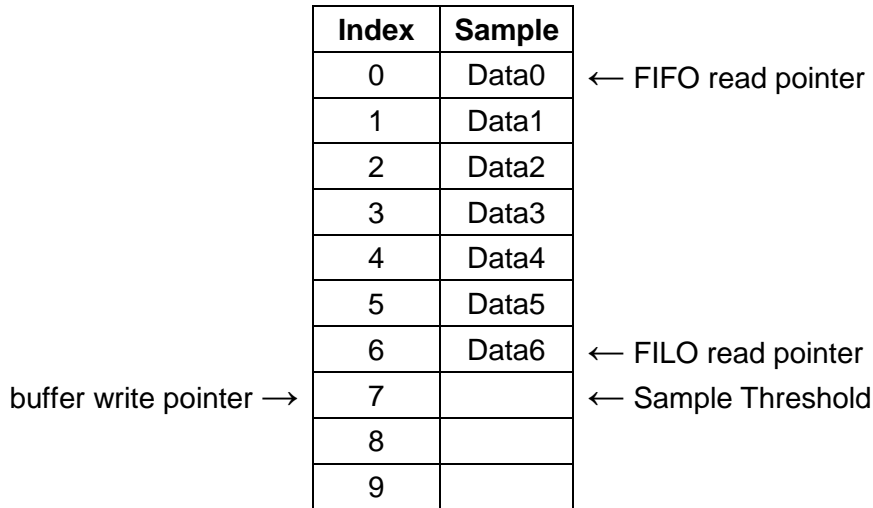 Index Sample
0 Data0 ← FIFO read pointer
1 Data1
2 Data2
3 Data3
4 Data4
5 Data5
6 Data6 ← FILO read pointer
buffer write pointer → 7 ← Sample Threshold
8
9